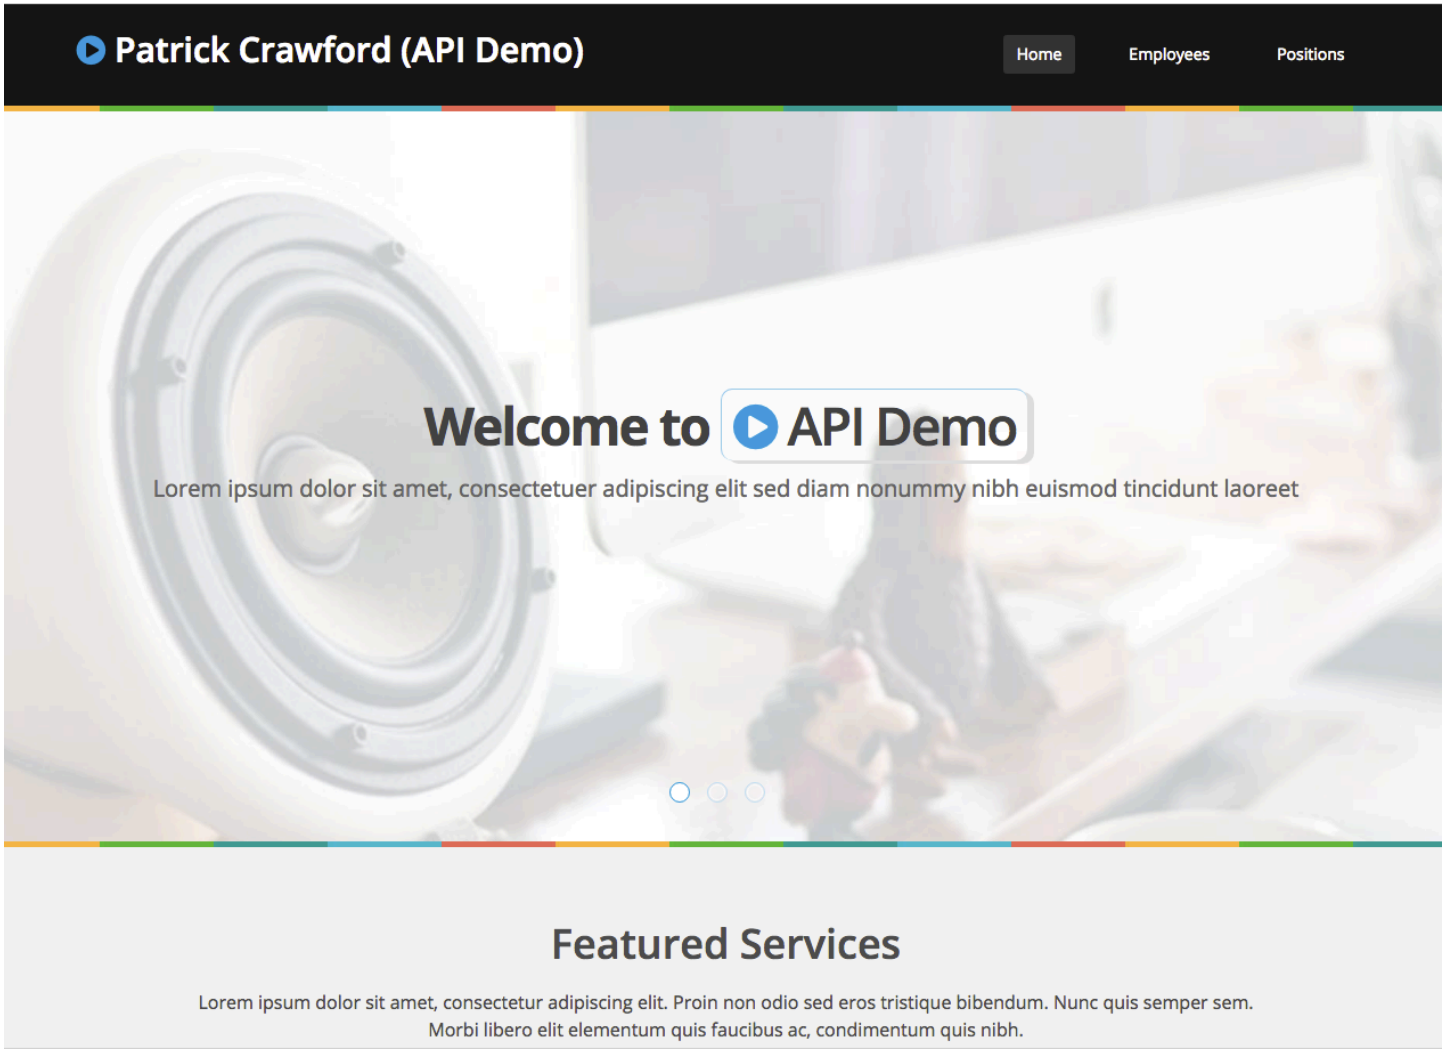 Patrick Crawford (API Demo)
Home
Employees
Positions
Welcome to API Demo
Lorem ipsum dolor sit amet, consectetuer adipiscing elit sed diam nonummy nibh euismod tincidunt laoreet
Featured Services
Lorem ipsum dolor sit amet, consectetur adipiscing elit. Proin non odio sed eros tristique bibendum. Nunc quis semper sem.
Morbi libero elit elementum quis faucibus ac, condimentum quis nibh.